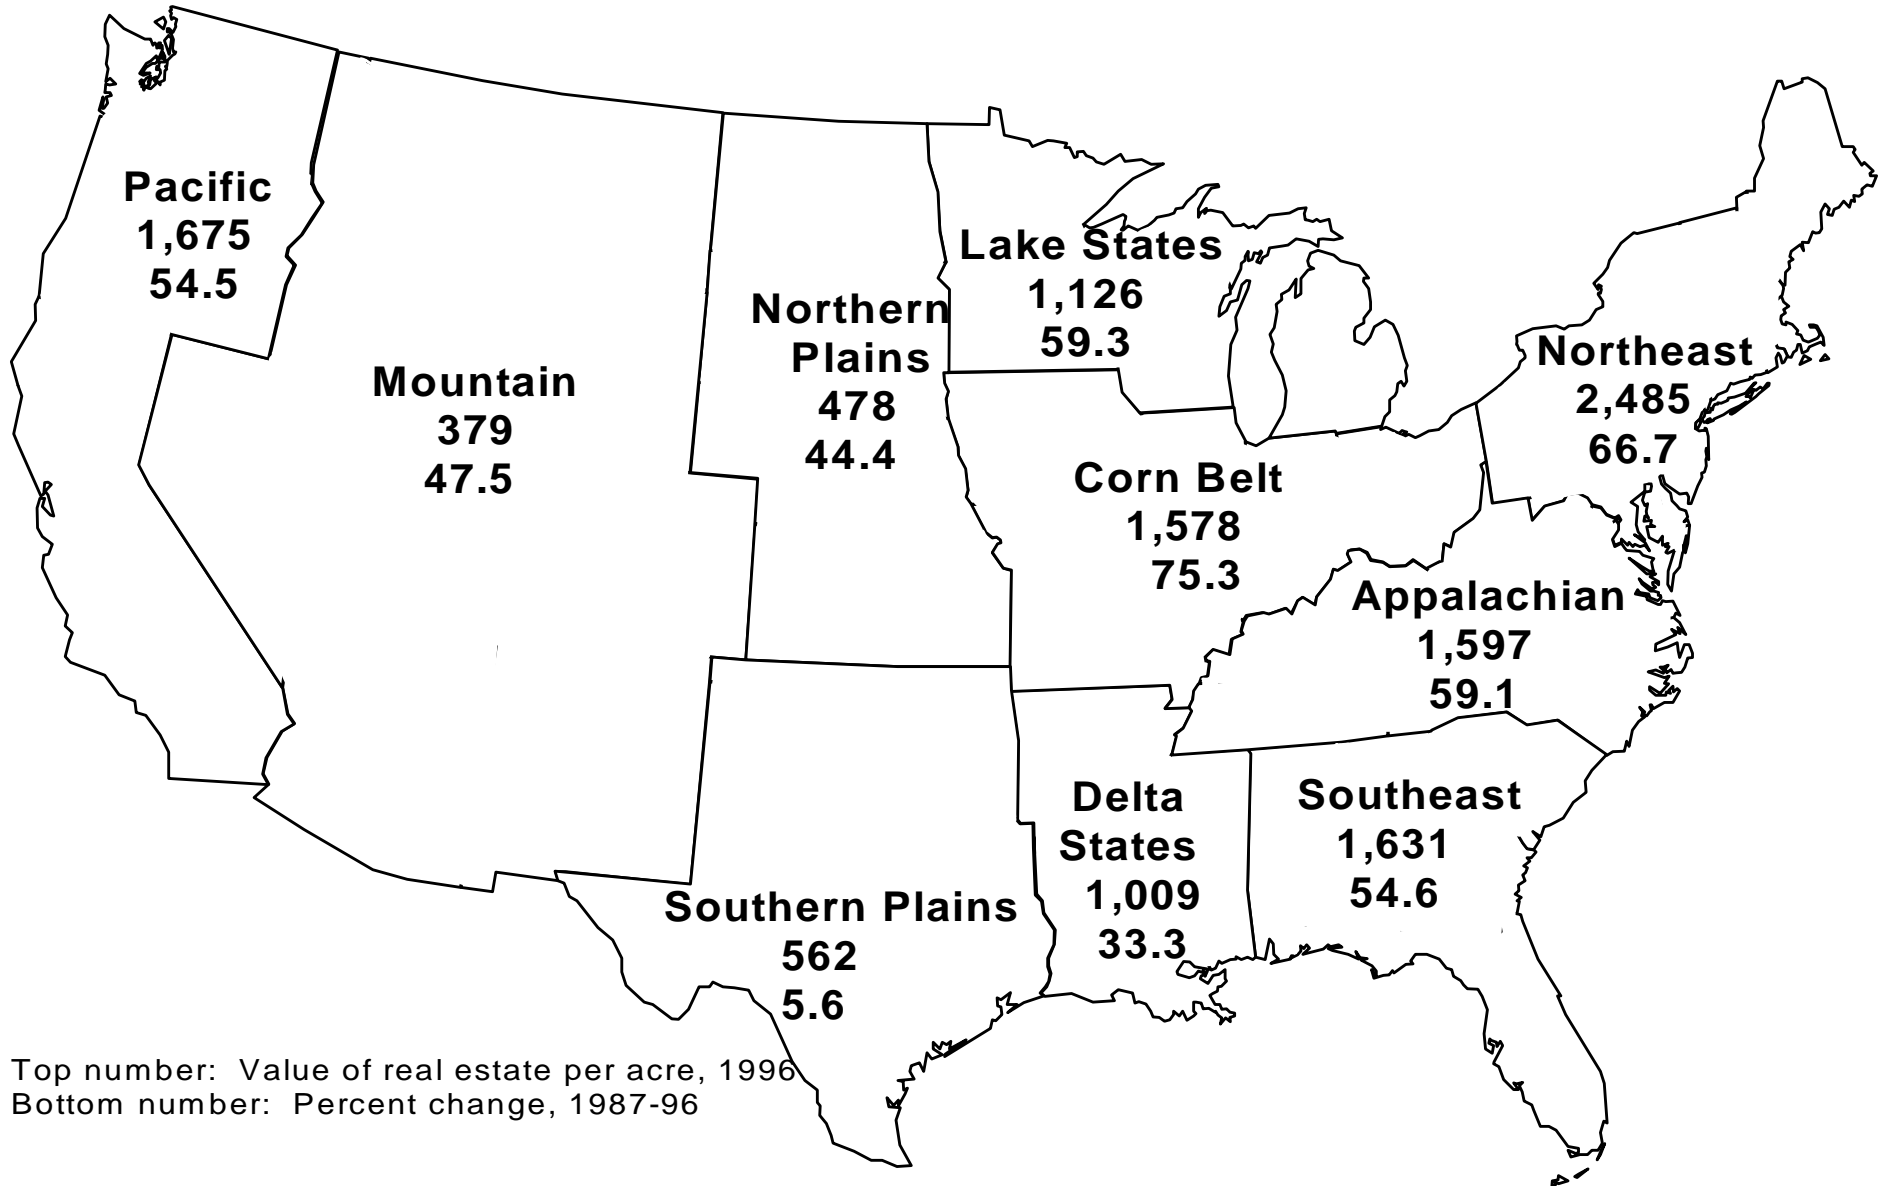 Pacific
1,675
54.5
Mountain
379
47.5
Northern
Plains
478
44.4
Lake States
1,126
59.3
Corn Belt
1,578
75.3
Northeast
2,485
66.7
Appalachian
1,597
59.1
Southern Plains
562
5.6
Delta
States
1,009
33.3
Southeast
1,631
54.6
Top number:  Value of real estate per acre, 1996
Bottom number:  Percent change, 1987-96